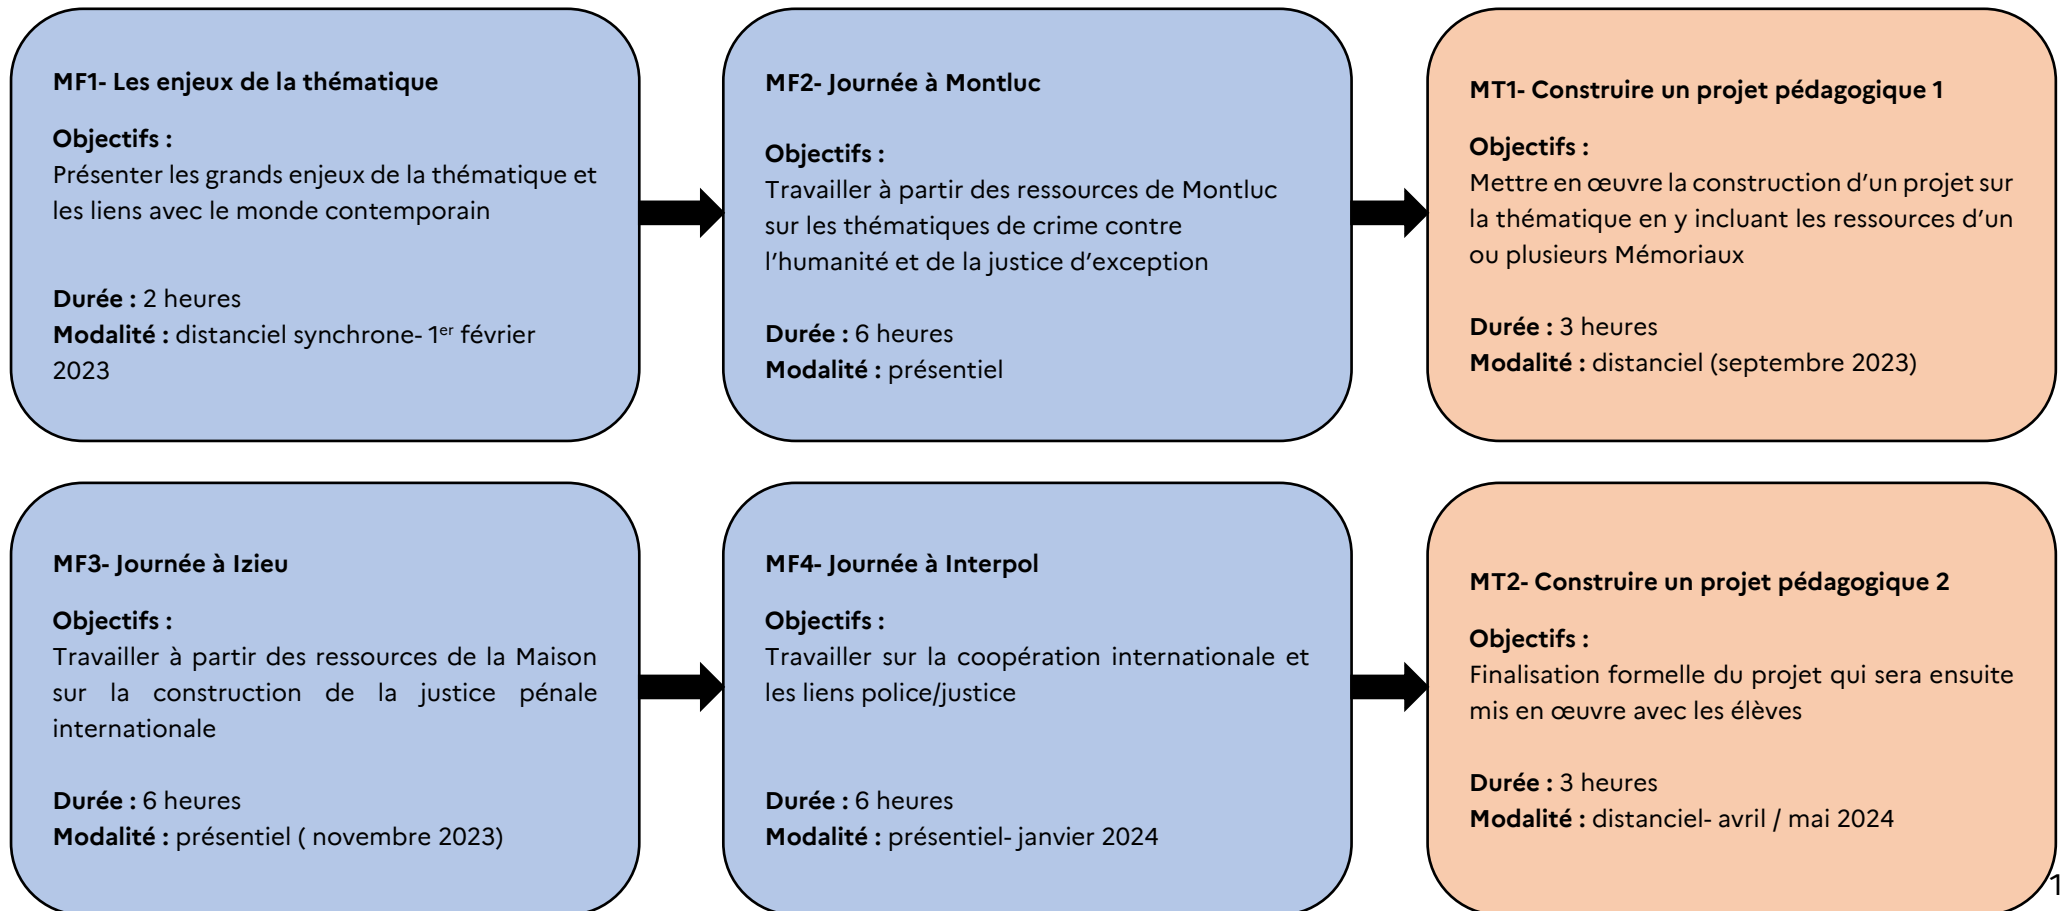 MF1- Les enjeux de la thématique
Objectifs :
Présenter les grands enjeux de la thématique et
les liens avec le monde contemporain
Durée : 2 heures
Modalité : distanciel synchrone- 1er février
2023
MF2- Journée à Montluc
Objectifs :
Travailler à partir des ressources de Montluc
sur les thématiques de crime contre
l’humanité et de la justice d’exception
Durée : 6 heures
Modalité : présentiel
MT1- Construire un projet pédagogique 1
Objectifs :
Mettre en œuvre la construction d’un projet sur
la thématique en y incluant les ressources d’un
ou plusieurs Mémoriaux
Durée : 3 heures
Modalité : distanciel (septembre 2023)
MF3- Journée à Izieu
Objectifs :
Travailler à partir des ressources de la Maison
sur la construction de la justice pénale
internationale
Durée : 6 heures
Modalité : présentiel ( novembre 2023)
MF4- Journée à Interpol
Objectifs :
Travailler sur la coopération internationale et
les liens police/justice
Durée : 6 heures
Modalité : présentiel- janvier 2024
MT2- Construire un projet pédagogique 2
Objectifs :
Finalisation formelle du projet qui sera ensuite
mis en œuvre avec les élèves
Durée : 3 heures
Modalité : distanciel- avril / mai 2024
1